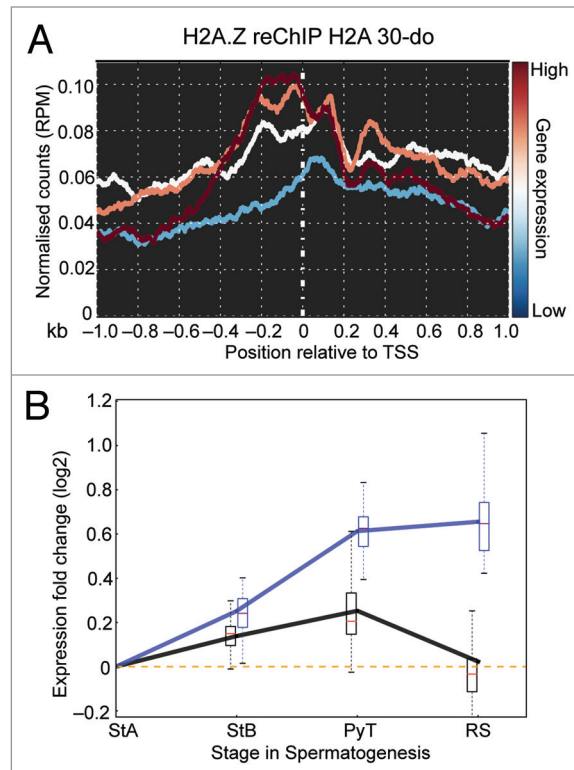 A
H2A.Z reChIP H2A 30-do
Normalised counts (RPM)
0.10
0.08
0.06
0.04
0.02
0
kb
–1.0 –0.8 –0.6 –0.4 –0.2 0 0.2 0.4 0.6 0.8 1.0
Position relative to TSS
High
Gene expression
Low
B
Expression fold change (log2)
1.2
1.0
0.8
0.6
0.4
0.2
0
–0.2
StA StB PyT RS
Stage in Spermatogenesis